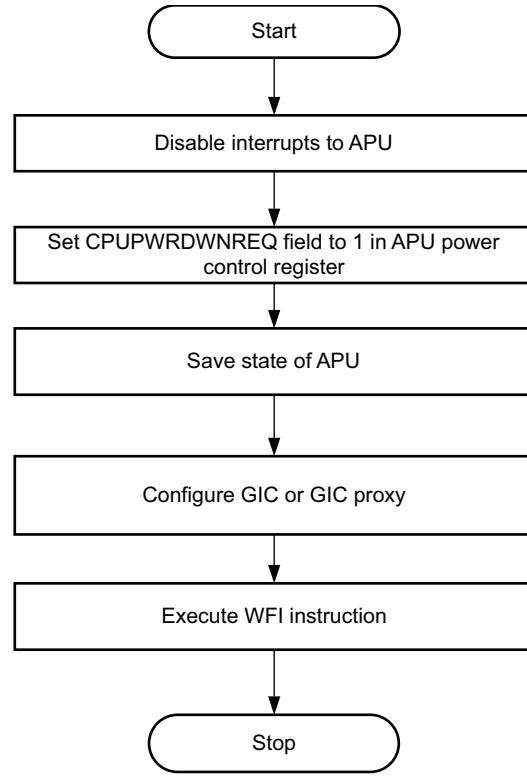 Start
Disable interrupts to APU
Set CPUPWRDWNREQ field to 1 in APU power
control register
Save state of APU
Configure GIC or GIC proxy
Execute WFI instruction
Stop